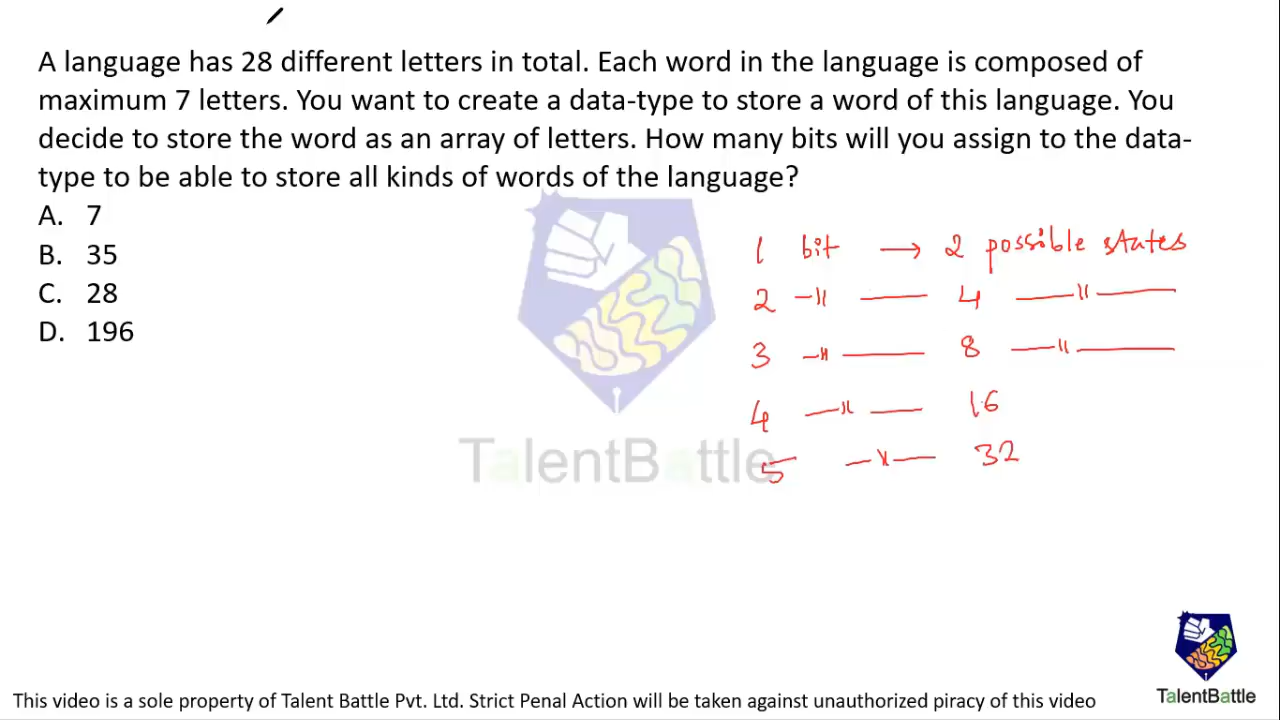 A language has 28 different letters in total. Each word in the language is composed of
maximum 7 letters. You want to create a data-type to store a word of this language. You
decide to store the word as an array of letters. How many bits will you assign to the data-
type to be able to store all kinds of words of the language?
A. 7
B. 35
C. 28
D. 196
1 bit → 2 possible states
2 —〃— 4 —〃—
3 —〃— 8 —〃—
4 —〃— 16
5 —〃— 32
TalentBattle
TalentBattle
This video is a sole property of Talent Battle Pvt. Ltd. Strict Penal Action will be taken against unauthorized piracy of this video